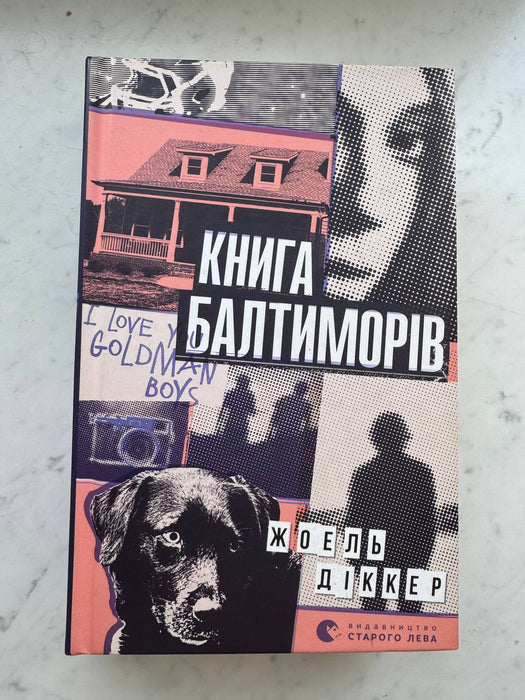 КНИГА
БАЛТИМОРІВ
I LOVE YOU
GOLDMAN
BOYS
ЖОЕЛЬ
ДІККЕР
видавництво
СТАРОГО ЛЕВА